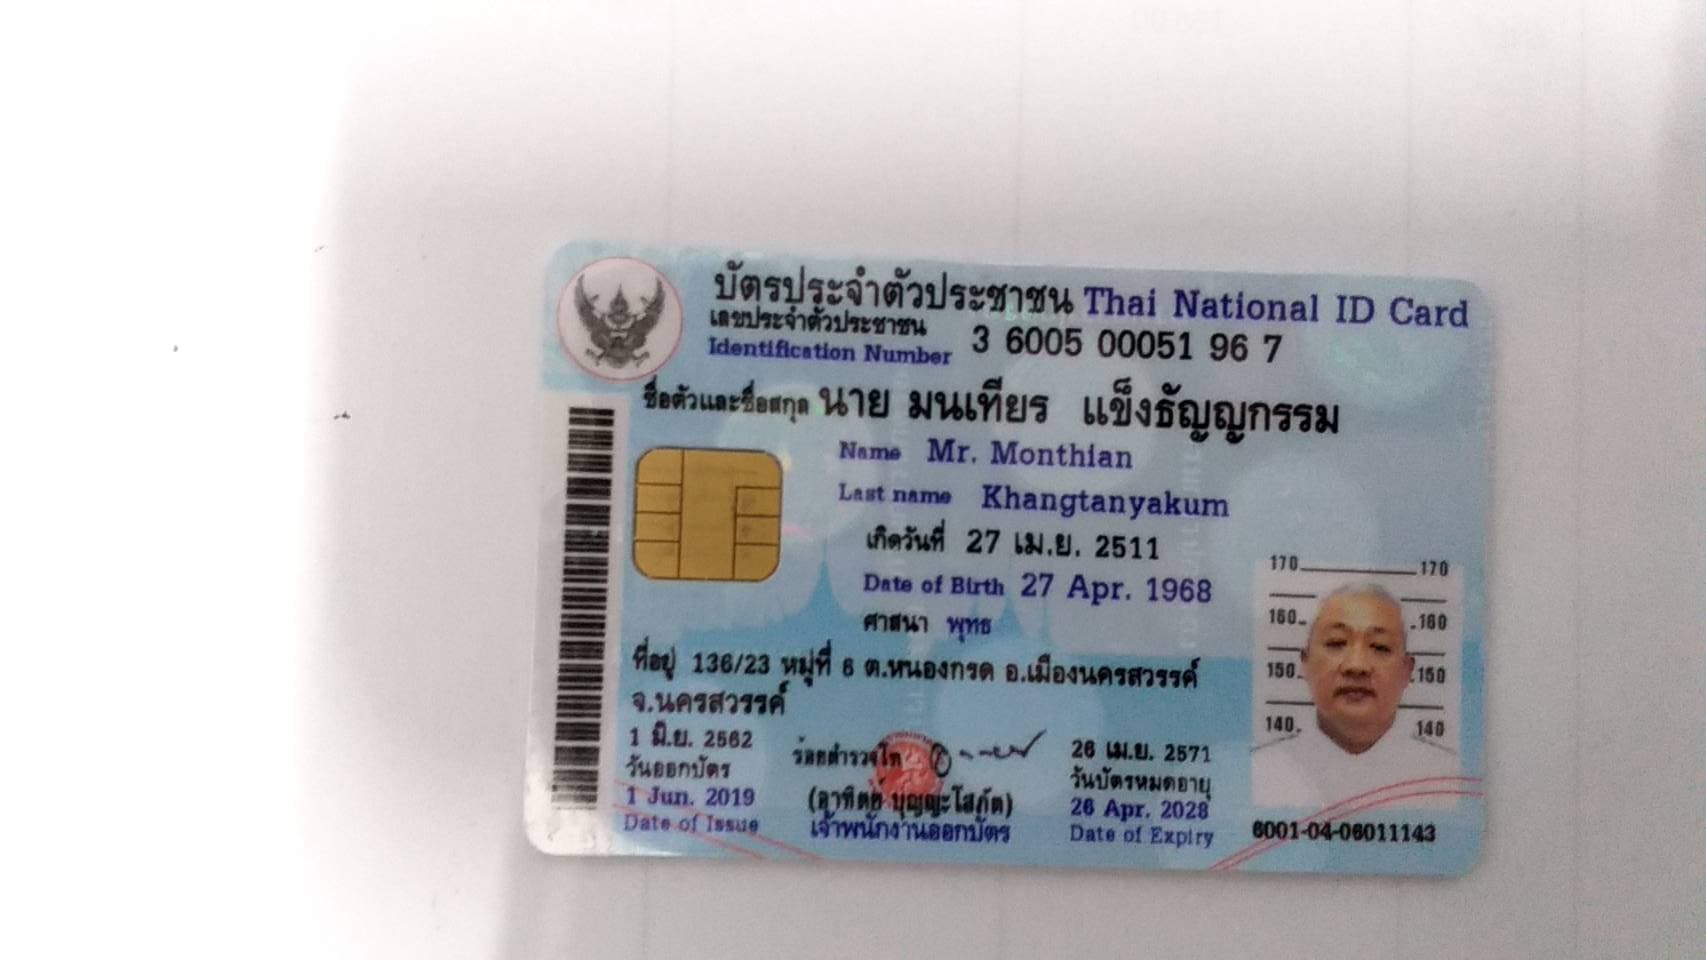 บัตรประจำตัวประชาชน Thai National ID Card
เลขประจำตัวประชาชน
Identification Number 3 6005 00051 96 7
ชื่อตัวและชื่อสกุล นาย มนเทียร แข็งธัญญกรรม
Name Mr. Monthian
Last name Khangtanyakum
เกิดวันที่ 27 เม.ย. 2511
Date of Birth 27 Apr. 1968
ศาสนา พุทธ
ที่อยู่ 136/23 หมู่ที่ 6 ต.หนองกรด อ.เมืองนครสวรรค์
จ.นครสวรรค์
1 มิ.ย. 2562
วันออกบัตร
1 Jun. 2019
Date of Issue
ร้อยตำรวจโท
(อาทิตย์ บุญญะโสภัต)
เจ้าพนักงานออกบัตร
26 เม.ย. 2571
วันบัตรหมดอายุ
26 Apr. 2028
Date of Expiry
170 170
160 160
150 150
140 140
6001-04-06011143